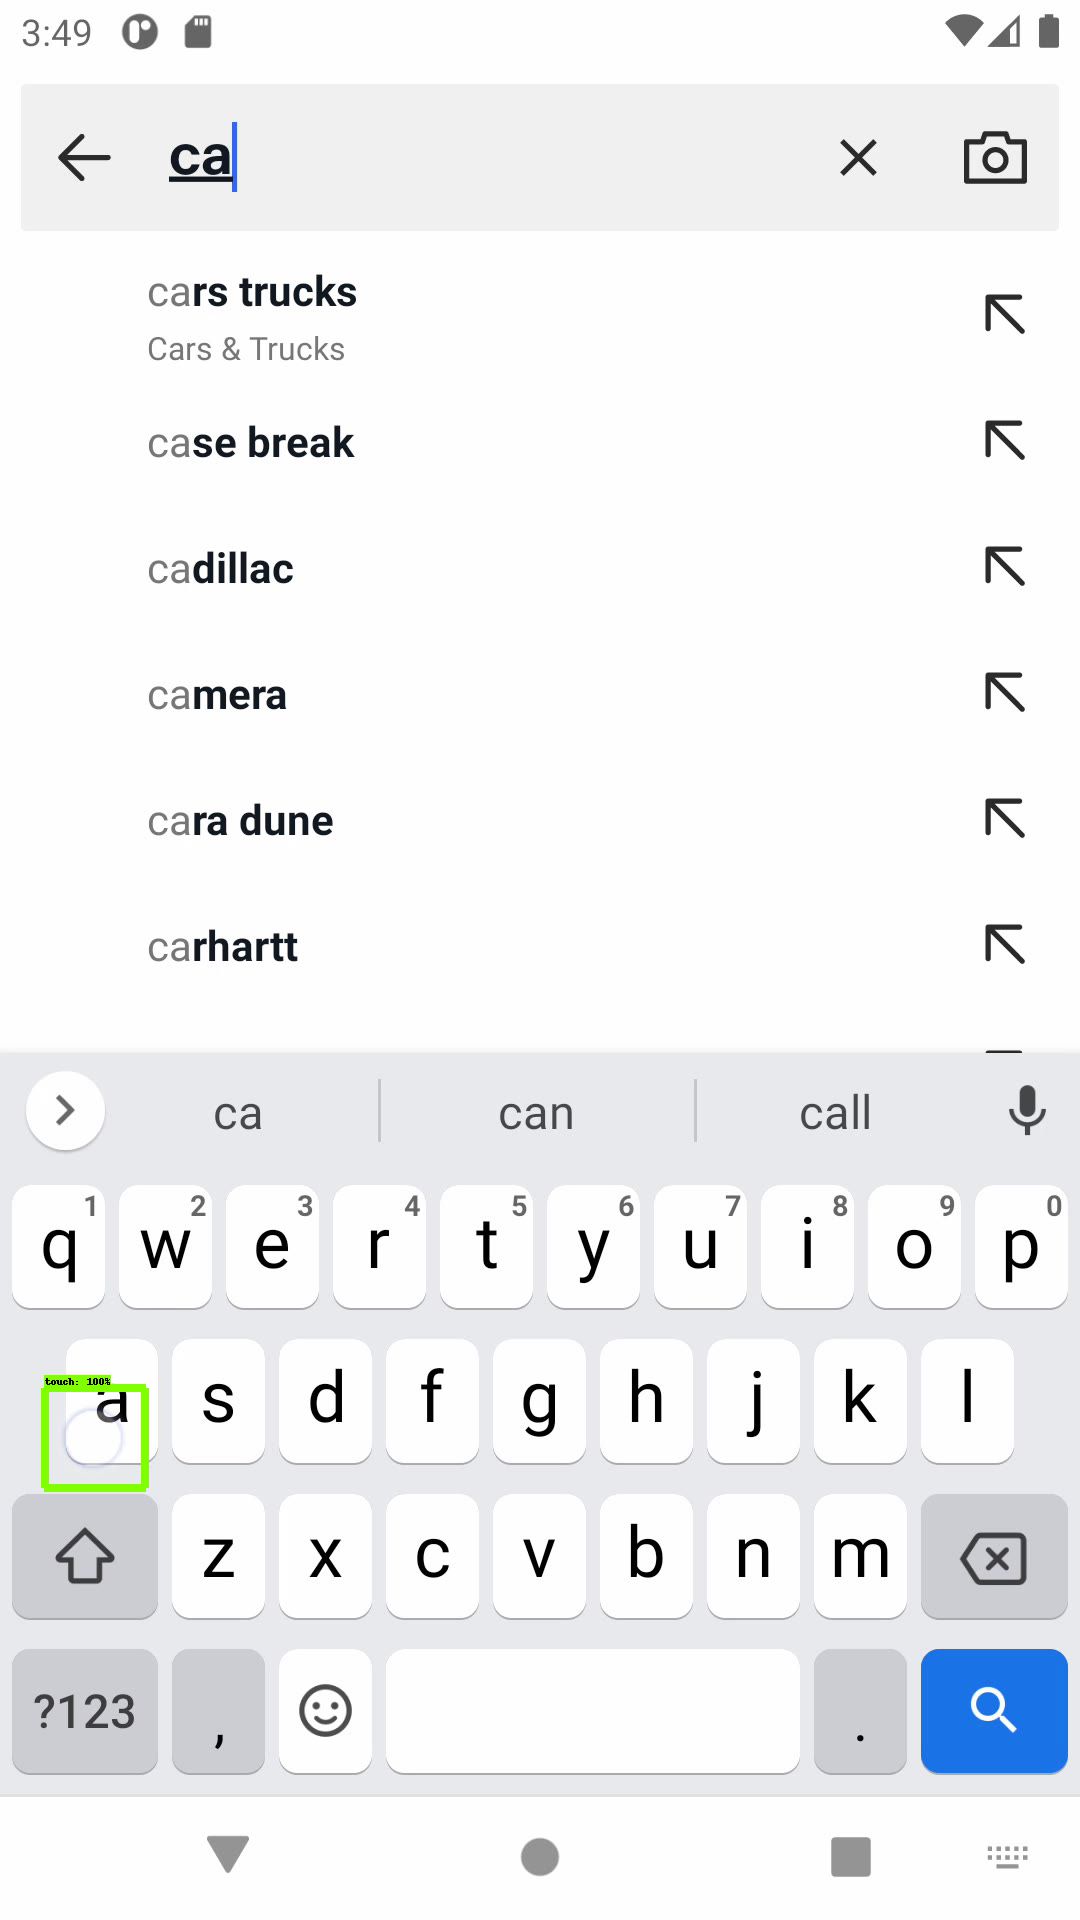 3:49
ca
cars trucks
Cars & Trucks
case break
cadillac
camera
cara dune
carhartt
ca can call
1 2 3 4 5 6 7 8 9 0
q w e r t y u i o p
touch: 100%
a s d f g h j k l
z x c v b n m
?123 , .